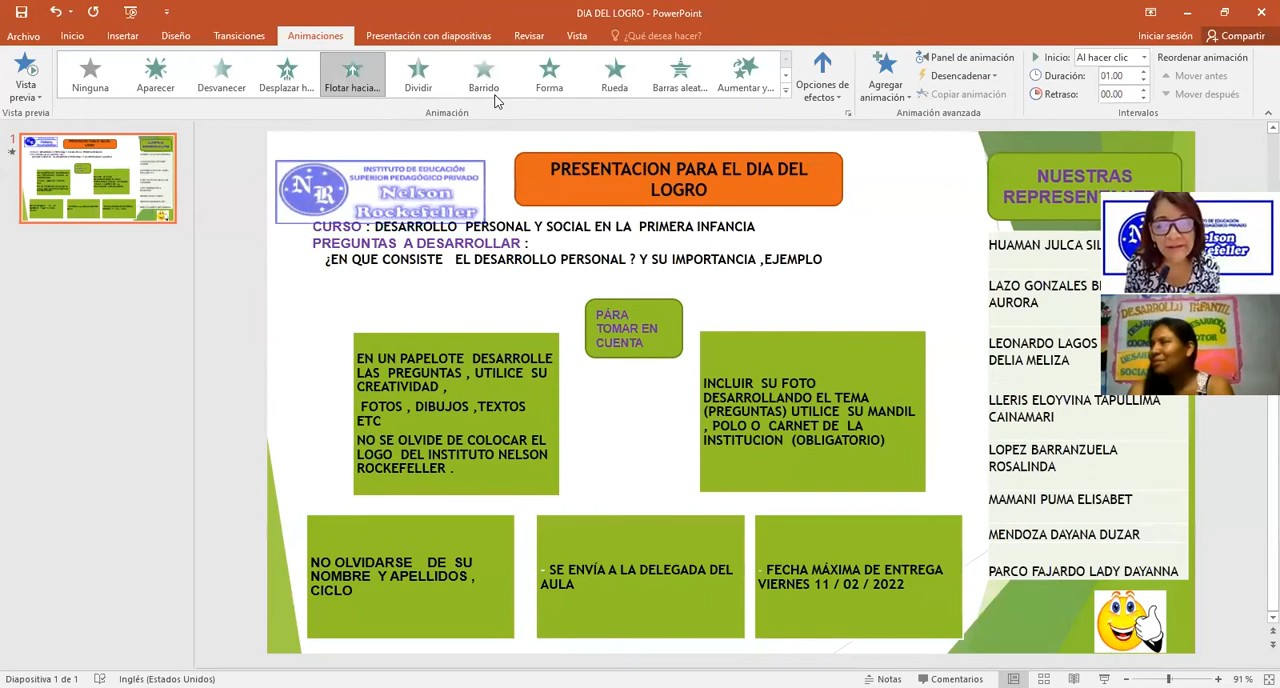 DIA DEL LOGRO - PowerPoint
Archivo
Inicio
Insertar
Diseño
Transiciones
Animaciones
Presentación con diapositivas
Revisar
Vista
¿Qué desea hacer?
Iniciar sesión
Compartir
Vista
previa
Ninguna
Aparecer
Desvanecer
Desplazar h...
Flotar hacia...
Dividir
Barrido
Forma
Rueda
Barras aleat...
Aumentar y...
Opciones de
efectos
Agregar
animación
Panel de animación
Desencadenar
Copiar animación
Inicio: Al hacer clic
Duración: 01.00
Retraso: 00.00
Reordenar animación
Mover antes
Mover después
Vista previa
Animación
Animación avanzada
Intervalos
1
INSTITUTO DE EDUCACIÓN
SUPERIOR PEDAGÓGICO PRIVADO
NR
Nelson
Rockefeller
PRESENTACION PARA EL DIA DEL
LOGRO
CURSO : DESARROLLO PERSONAL Y SOCIAL EN LA PRIMERA INFANCIA
PREGUNTAS A DESARROLLAR :
¿EN QUE CONSISTE EL DESARROLLO PERSONAL ? Y SU IMPORTANCIA ,EJEMPLO
PÁRA
TOMAR EN
CUENTA
EN UN PAPELOTE DESARROLLE
LAS PREGUNTAS , UTILICE SU
CREATIVIDAD ,
FOTOS , DIBUJOS ,TEXTOS
ETC
NO SE OLVIDE DE COLOCAR EL
LOGO DEL INSTITUTO NELSON
ROCKEFELLER .
INCLUIR SU FOTO
DESARROLLANDO EL TEMA
(PREGUNTAS) UTILICE SU MANDIL
, POLO O CARNET DE LA
INSTITUCION (OBLIGATORIO)
NO OLVIDARSE DE SU
NOMBRE Y APELLIDOS ,
CICLO
- SE ENVÍA A LA DELEGADA DEL
AULA
- FECHA MÁXIMA DE ENTREGA
VIERNES 11 / 02 / 2022
NUESTRAS
HUAMAN JULCA
LAZO GONZALES
AURORA
LEONARDO LAGOS
DELIA MELIZA
LLERIS ELOYVINA TAPULLIMA
CAINAMARI
LOPEZ BARRANZUELA
ROSALINDA
MAMANI PUMA ELISABET
MENDOZA DAYANA DUZAR
PARCO FAJARDO LADY DAYANNA
DESARROLLO INFANTIL
Diapositiva 1 de 1
Inglés (Estados Unidos)
Notas
Comentarios
91 %